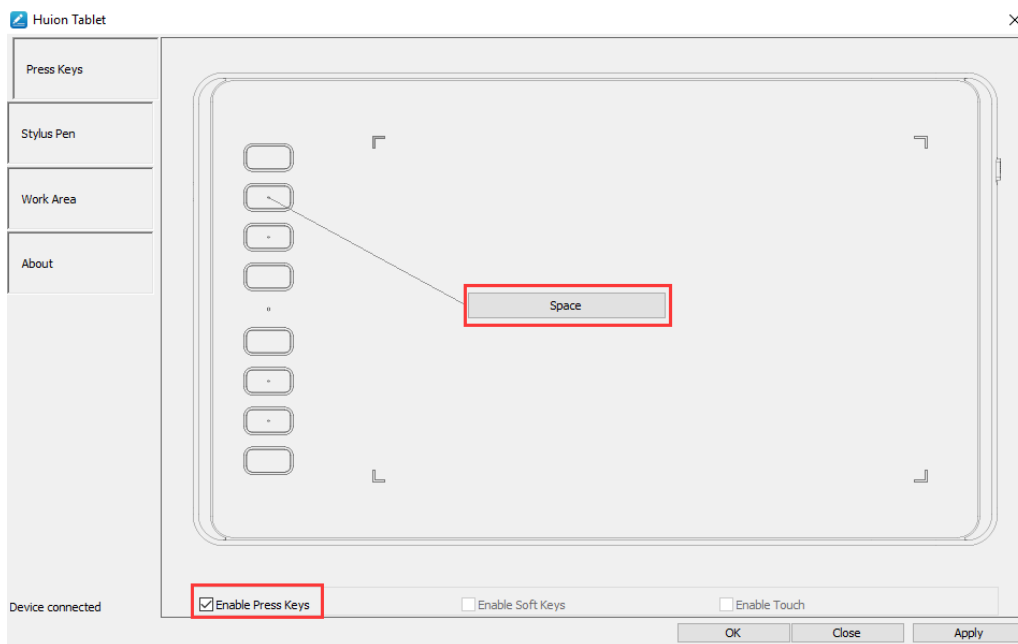 Huion Tablet
Press Keys
Stylus Pen
Work Area
About
Space
Device connected
Enable Press Keys
Enable Soft Keys
Enable Touch
OK
Close
Apply